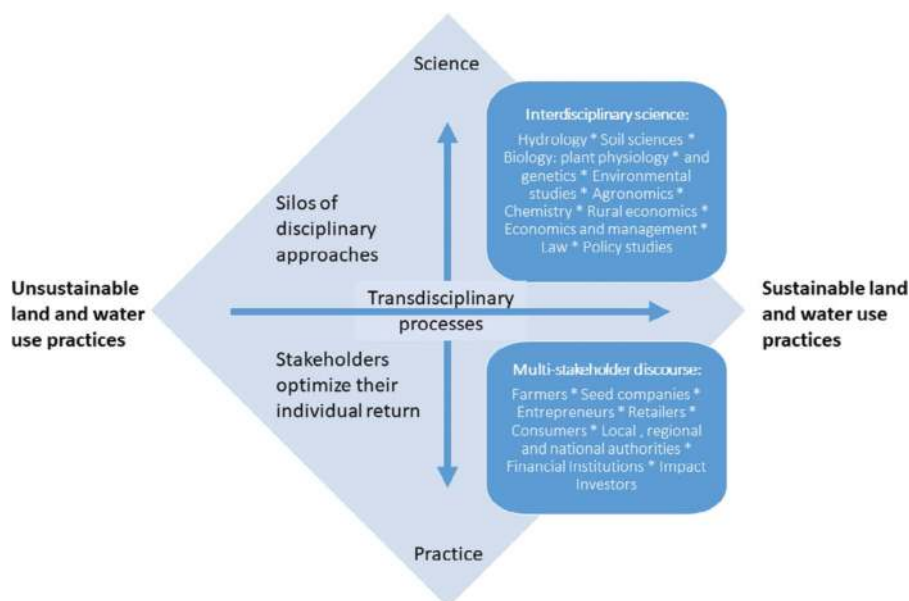 Science
Interdisciplinary science:
Hydrology * Soil sciences *
Biology: plant physiology * and
genetics * Environmental
studies * Agronomics *
Chemistry * Rural economics *
Economics and management *
Law * Policy studies
Silos of
disciplinary
approaches
Unsustainable
land and water
use practices
Transdisciplinary
processes
Sustainable land
and water use
practices
Stakeholders
optimize their
individual return
Multi-stakeholder discourse:
Farmers * Seed companies *
Entrepreneurs * Retailers *
Consumers * Local , regional
and national authorities *
Financial Institutions * Impact
Investors
Practice